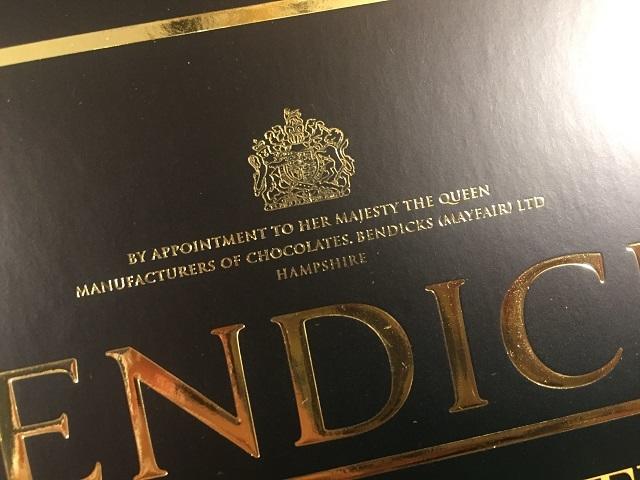 BY APPOINTMENT TO HER MAJESTY THE QUEEN
MANUFACTURERS OF CHOCOLATES. BENDICKS (MAYFAIR) LTD
HAMPSHIRE
ENDIC